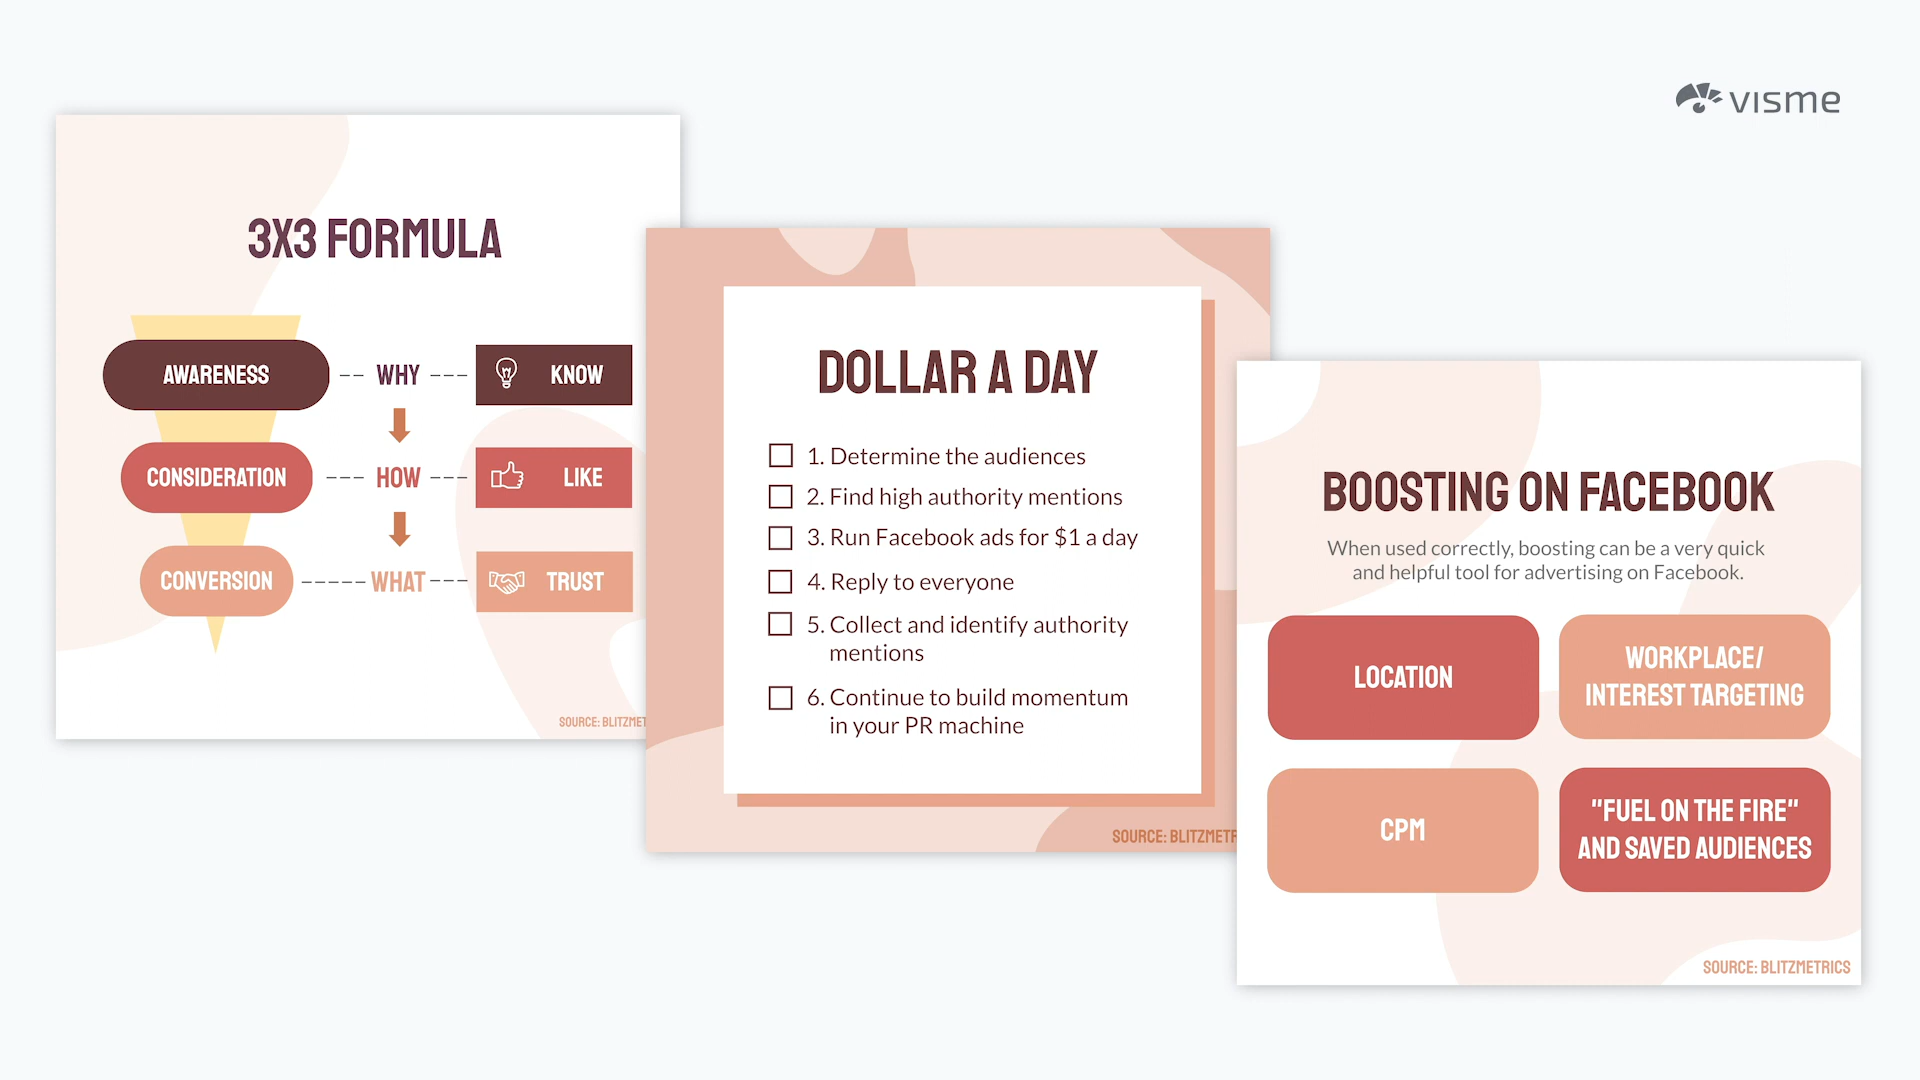 visme
3X3 FORMULA
AWARENESS
WHY
KNOW
CONSIDERATION
HOW
LIKE
CONVERSION
WHAT
TRUST
SOURCE:
DOLLAR A DAY
1. Determine the audiences
2. Find high authority mentions
3. Run Facebook ads for $1 a day
4. Reply to everyone
5. Collect and identify authority
mentions
6. Continue to build momentum
in your PR machine
SOURCE:
BOOSTING ON FACEBOOK
When used correctly, boosting can be a very quick
and helpful tool for advertising on Facebook.
LOCATION
WORKPLACE/
INTEREST TARGETING
CPM
"FUEL ON THE FIRE"
AND SAVED AUDIENCES
SOURCE: BLITZMETRICS